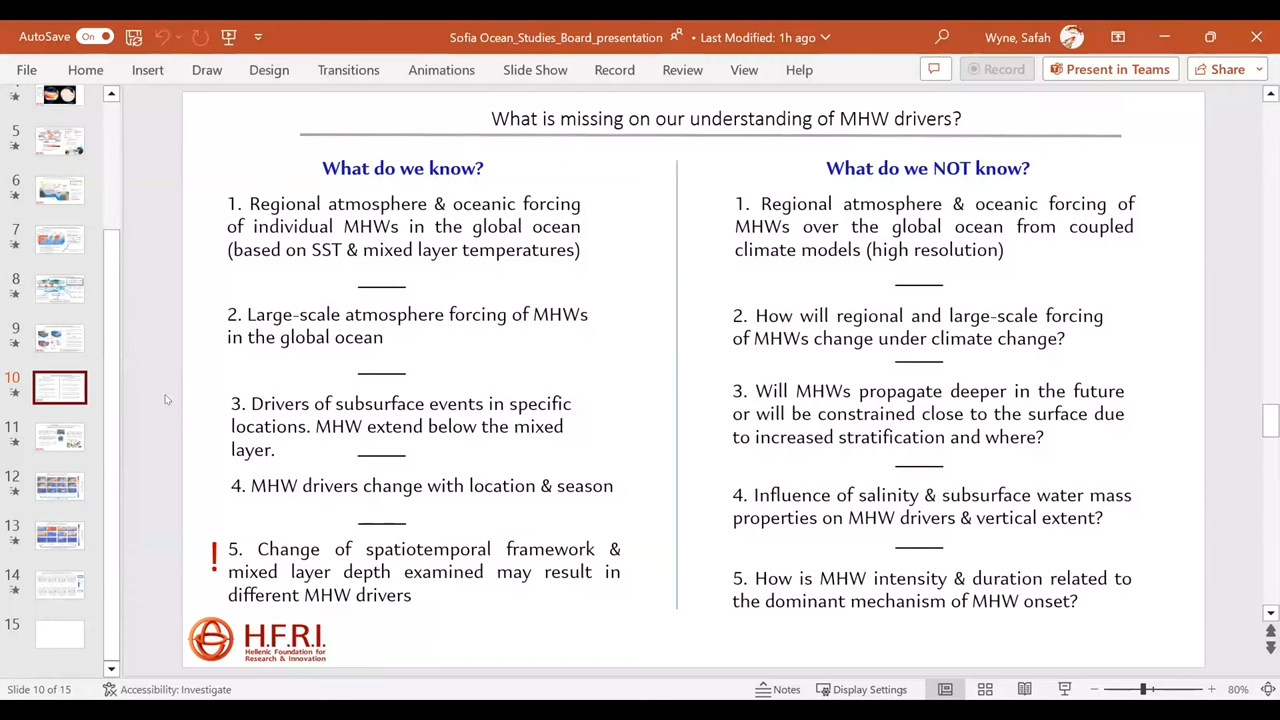 AutoSave On
Sofia Ocean_Studies_Board_presentation • Last Modified: 1h ago
Wyne, Safah
File Home Insert Draw Design Transitions Animations Slide Show Record Review View Help
Record Present in Teams Share
What is missing on our understanding of MHW drivers?
What do we know?
1. Regional atmosphere & oceanic forcing
of individual MHWs in the global ocean
(based on SST & mixed layer temperatures)
2. Large-scale atmosphere forcing of MHWs
in the global ocean
3. Drivers of subsurface events in specific
locations. MHW extend below the mixed
layer.
4. MHW drivers change with location & season
! 5. Change of spatiotemporal framework &
mixed layer depth examined may result in
different MHW drivers
What do we NOT know?
1. Regional atmosphere & oceanic forcing of
MHWs over the global ocean from coupled
climate models (high resolution)
2. How will regional and large-scale forcing
of MHWs change under climate change?
3 Will MHWs propagate deeper in the future
or will be constrained close to the surface due
to increased stratification and where?
4. Influence of salinity & subsurface water mass
properties on MHW drivers & vertical extent?
5. How is MHW intensity & duration related to
the dominant mechanism of MHW onset?
H.F.R.I.
Hellenic Foundation for
Research & Innovation
4
5
6
7
8
9
10
11
12
13
14
15
Slide 10 of 15
Accessibility: Investigate
Notes
Display Settings
80%